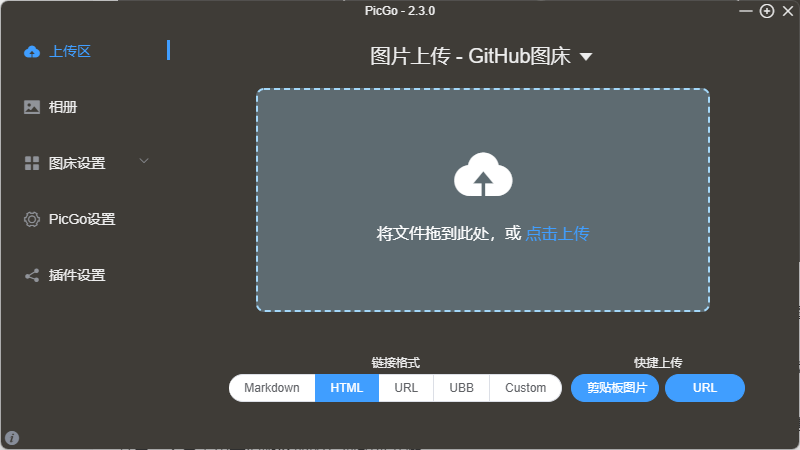 PicGo - 2.3.0
上传区
相册
图床设置
PicGo设置
插件设置
图片上传 - GitHub图床
将文件拖到此处，或 点击上传
链接格式
Markdown HTML URL UBB Custom
快捷上传
剪贴板图片 URL